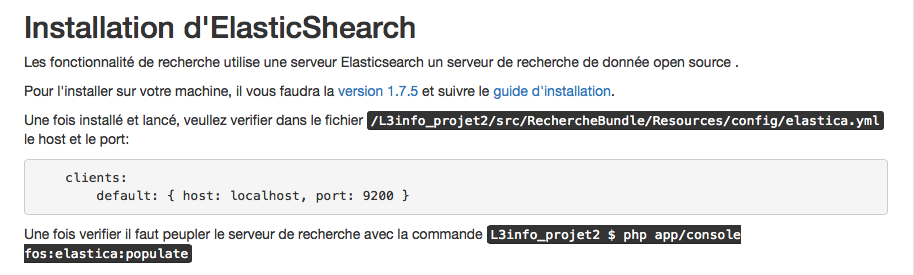 Installation d'ElasticShearch
Les fonctionnalité de recherche utilise une serveur Elasticsearch un serveur de recherche de donnée open source .
Pour l'installer sur votre machine, il vous faudra la version 1.7.5 et suivre le guide d'installation.
Une fois installé et lancé, veullez verifier dans le fichier /L3info_projet2/src/RechercheBundle/Resources/config/elastica.yml
le host et le port:
clients:
default: { host: localhost, port: 9200 }
Une fois verifier il faut peupler le serveur de recherche avec la commande L3info_projet2 $ php app/console
fos:elastica:populate